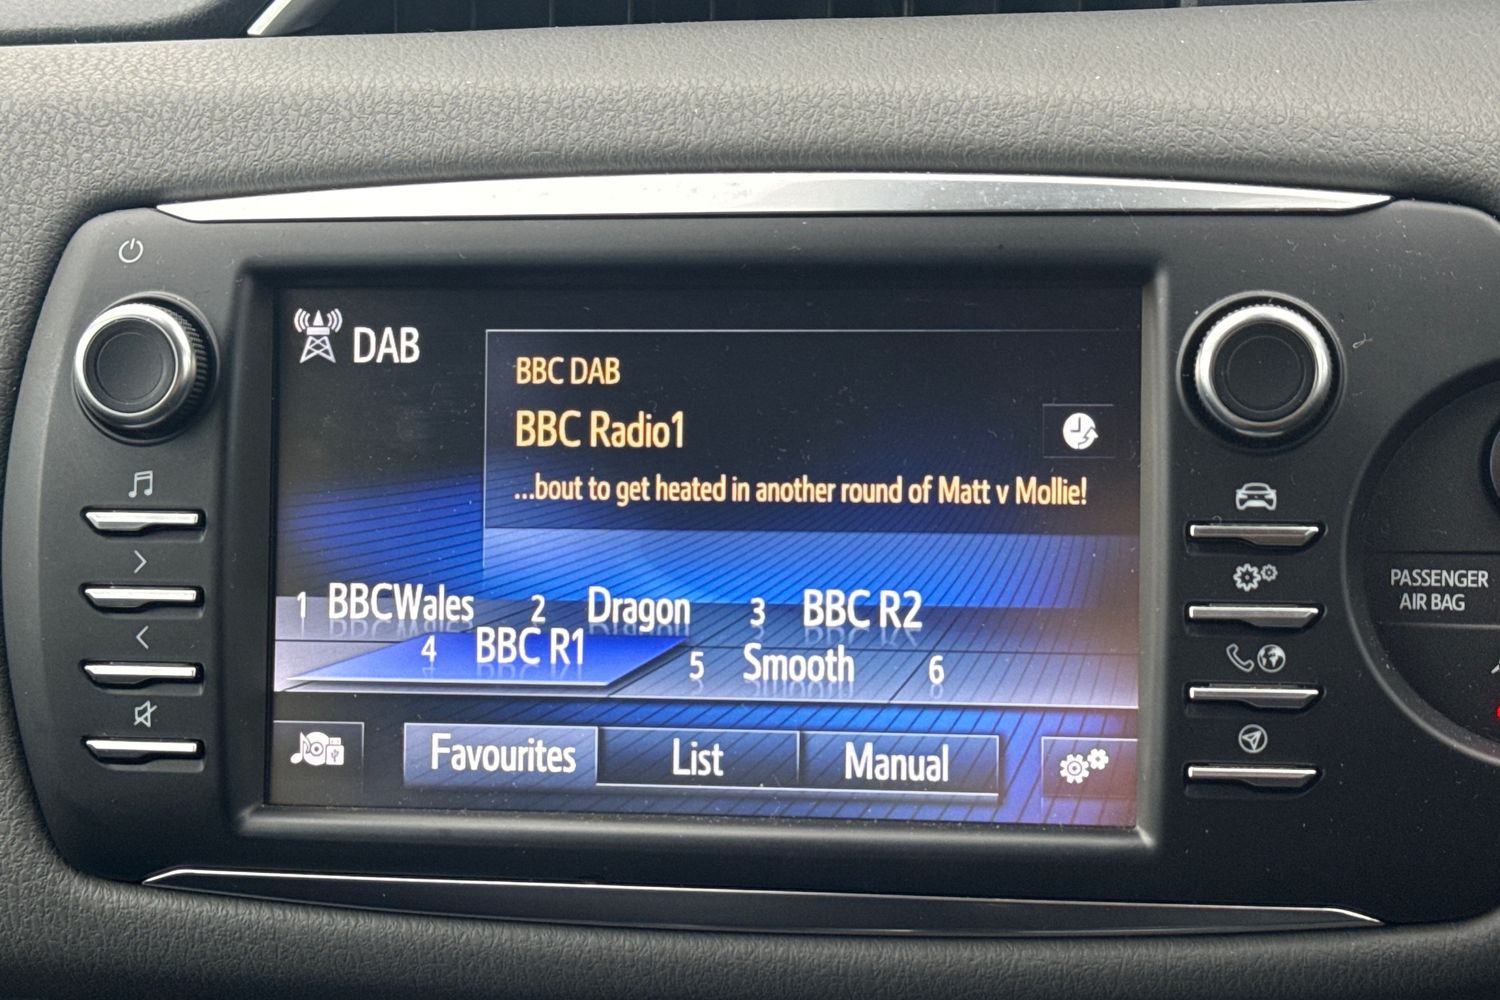 DAB
BBC DAB
BBC Radio1
...bout to get heated in another round of Matt v Mollie!
1 BBCWales 2 Dragon 3 BBC R2
4 BBC R1 5 Smooth 6
Favourites List Manual
PASSENGER
AIR BAG